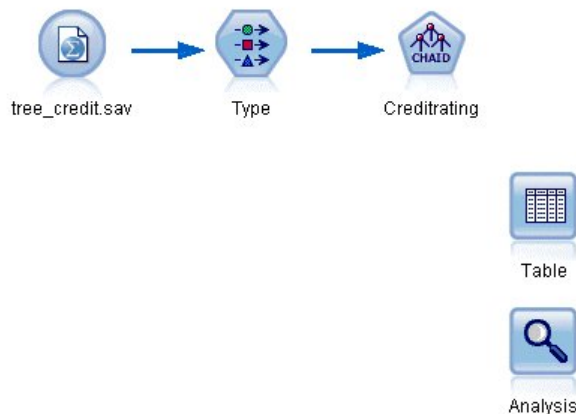 CHAID
tree_credit.sav
Type
Creditrating
Table
Analysis